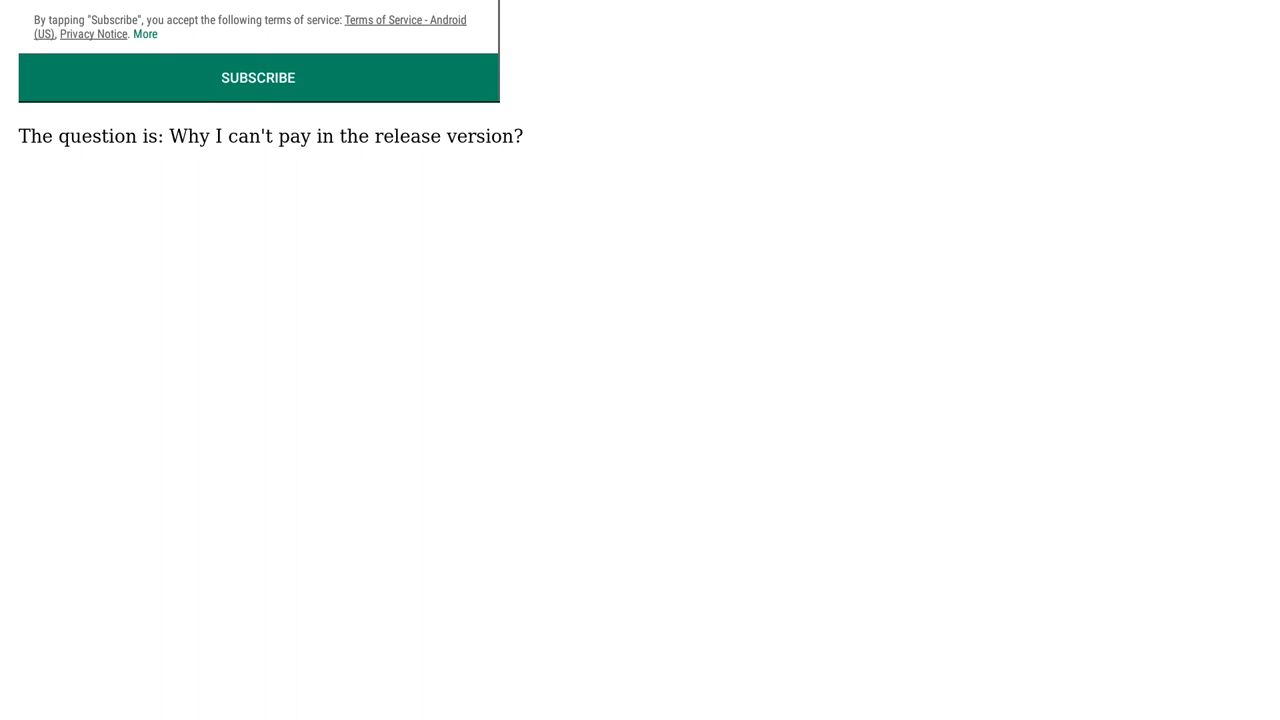 By tapping "Subscribe", you accept the following terms of service: Terms of Service - Android
(US), Privacy Notice. More
SUBSCRIBE
The question is: Why I can't pay in the release version?